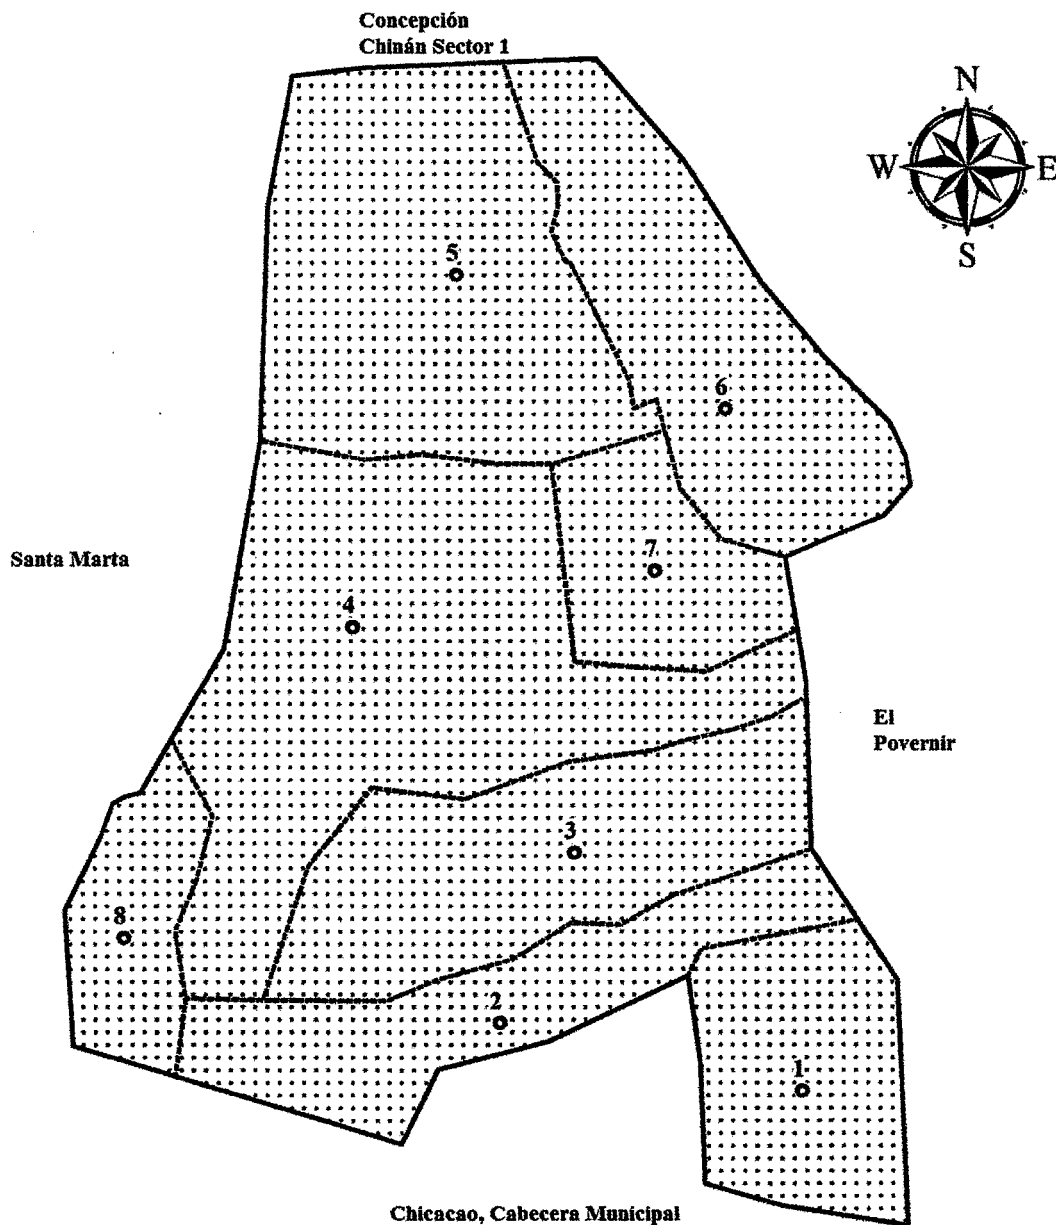 Concepción
Chinán Sector 1
N
W
E
S
5
6
Santa Marta
7
4
El
Povernir
3
8
2
1
Chicacao, Cabecera Municipal